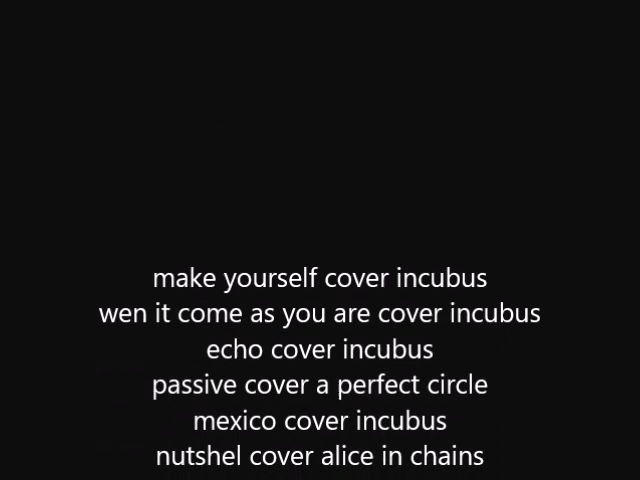 make yourself cover incubus
wen it come as you are cover incubus
echo cover incubus
passive cover a perfect circle
mexico cover incubus
nutshel cover alice in chains